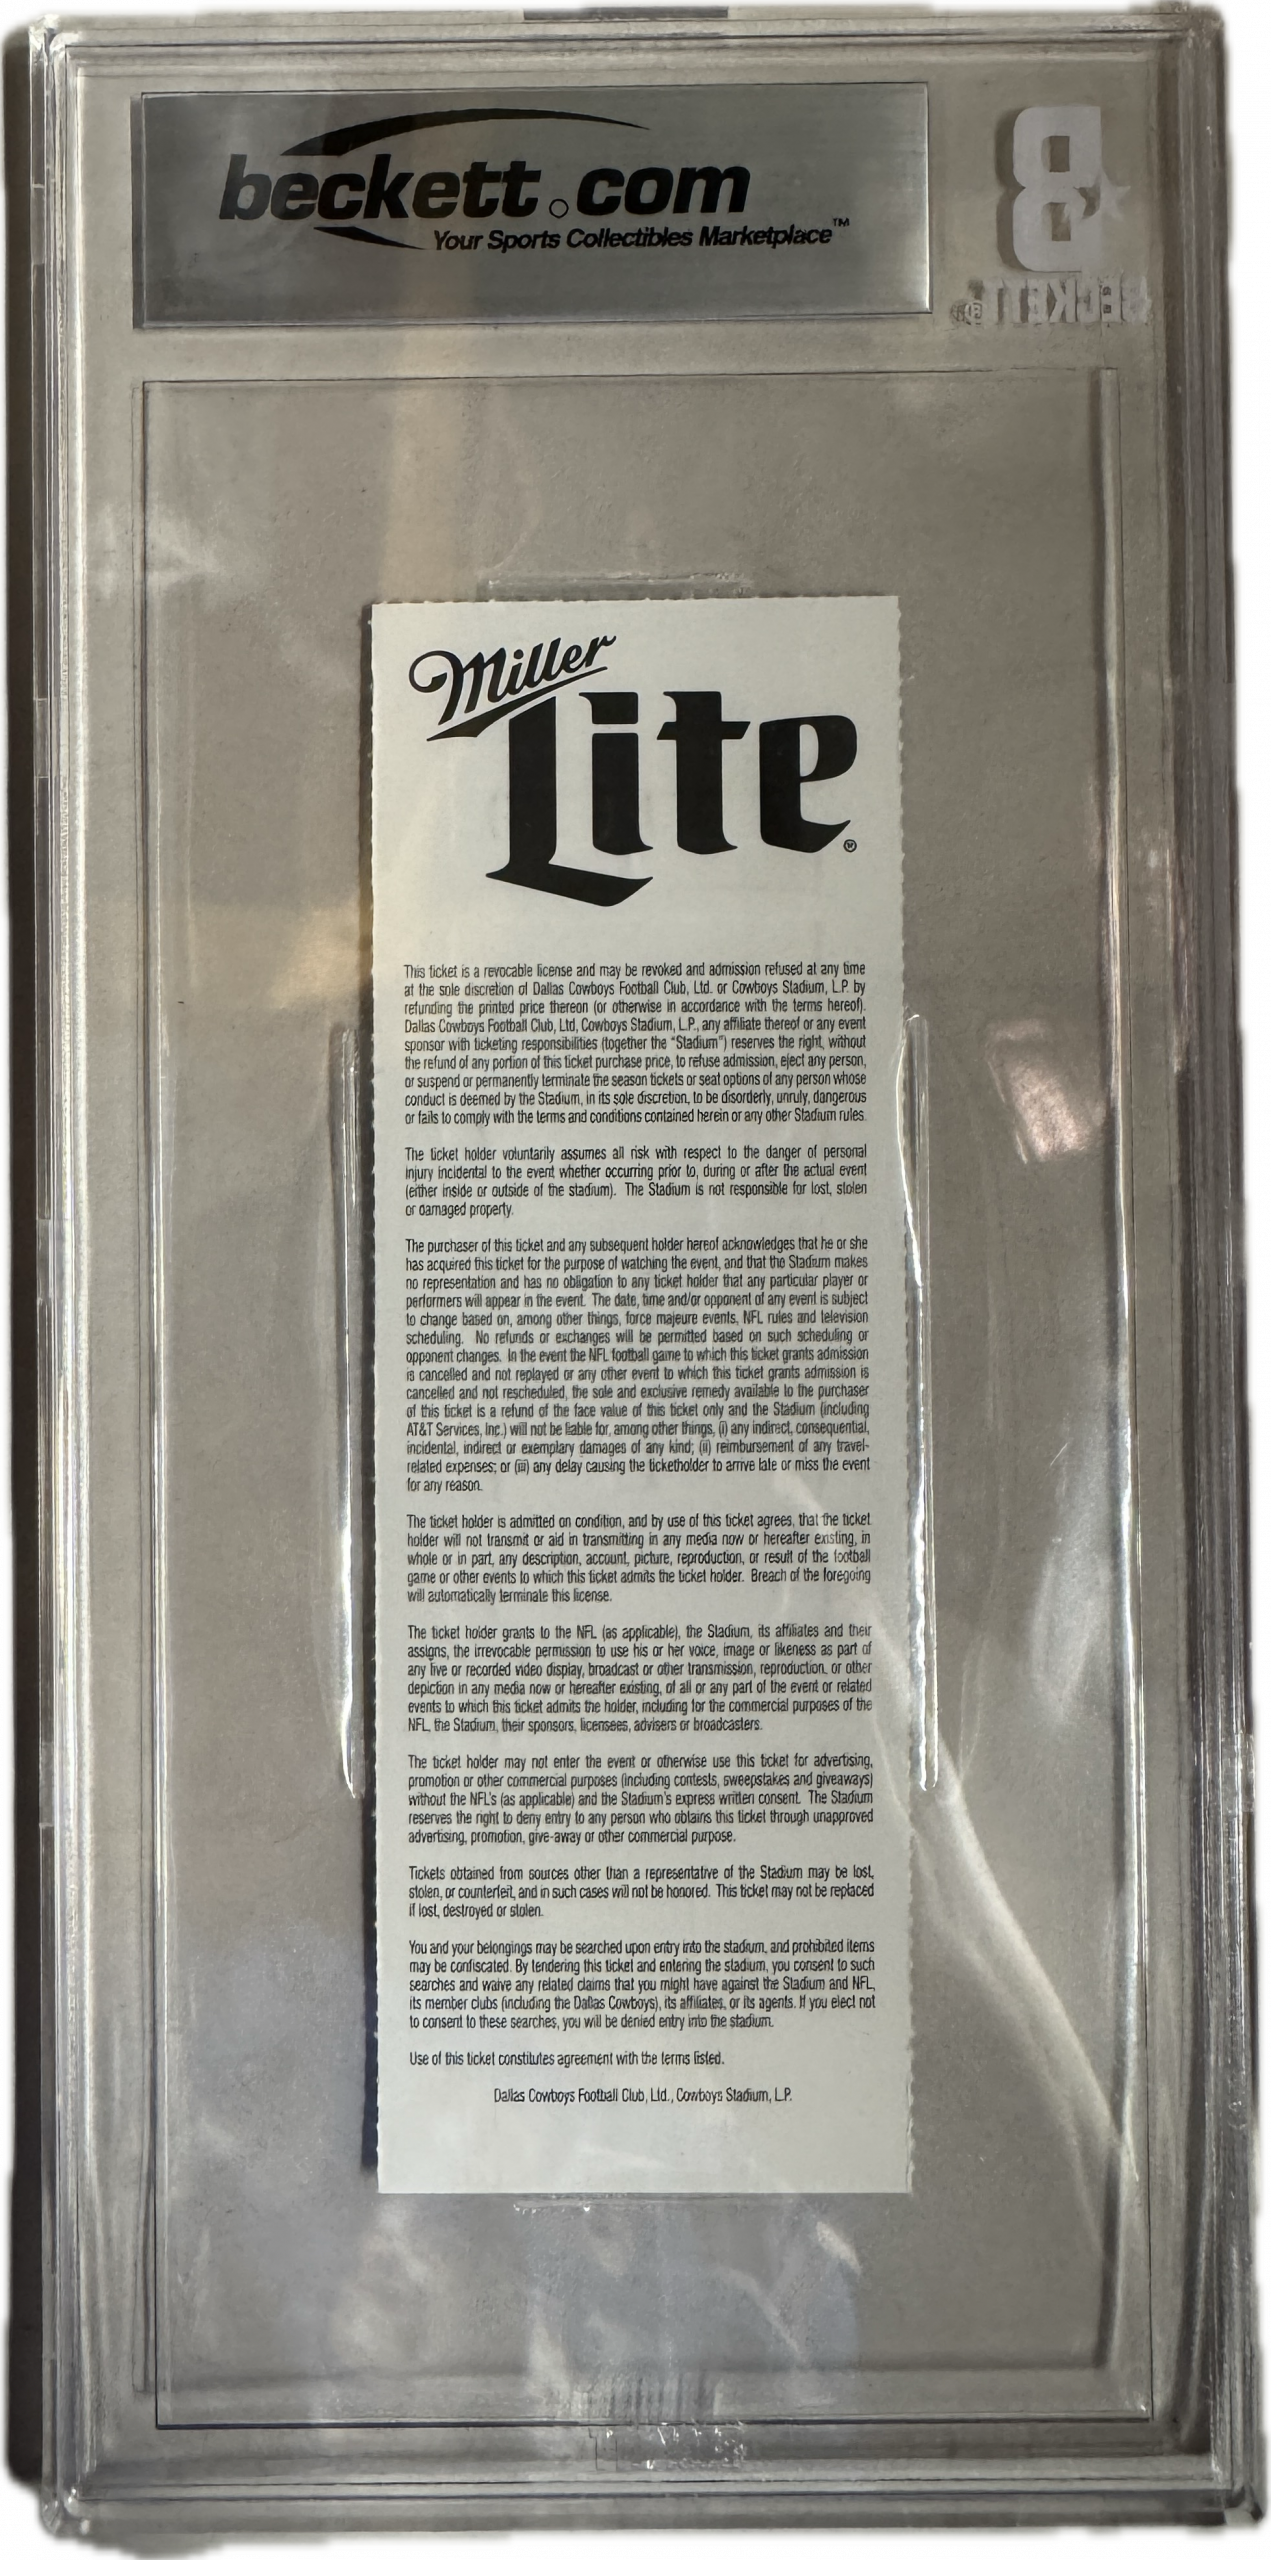 beckett.com
Your Sports Collectibles Marketplace™
B
BECKETT®
Miller
Lite®
This ticket is a revocable license and may be revoked and admission refused at any time
at the sole discretion of Dallas Cowboys Football Club, Ltd. or Cowboys Stadium, L.P. by
refunding the printed price thereon (or otherwise in accordance with the terms hereof).
Dallas Cowboys Football Club, Ltd, Cowboys Stadium, L.P., any affiliate thereof or any event
sponsor with ticketing responsibilities (together the "Stadium") reserves the right, without
the refund of any portion of this ticket purchase price, to refuse admission, eject any person,
or suspend or permanently terminate the season tickets or seat options of any person whose
conduct is deemed by the Stadium, in its sole discretion, to be disorderly, unruly, dangerous
or fails to comply with the terms and conditions contained herein or any other Stadium rules.
The ticket holder voluntarily assumes all risk with respect to the danger of personal
injury incidental to the event whether occurring prior to, during or after the actual event
(either inside or outside of the stadium). The Stadium is not responsible for lost, stolen
or damaged property.
The purchaser of this ticket and any subsequent holder hereof acknowledges that he or she
has acquired this ticket for the purpose of watching the event, and that the Stadium makes
no representation and has no obligation to any ticket holder that any particular player or
performers will appear in the event. The date, time and/or opponent of any event is subject
to change based on, among other things, force majeure events, NFL rules and television
scheduling. No refunds or exchanges will be permitted based on such scheduling or
opponent changes. In the event the NFL football game to which this ticket grants admission
is cancelled and not replayed or any other event to which this ticket grants admission is
cancelled and not rescheduled, the sole and exclusive remedy available to the purchaser
of this ticket is a refund of the face value of this ticket only and the Stadium (including
AT&T Services, Inc.) will not be liable for, among other things, (i) any indirect, consequential,
incidental, indirect or exemplary damages of any kind; (ii) reimbursement of any travel-
related expenses; or (iii) any delay causing the ticketholder to arrive late or miss the event
for any reason.
The ticket holder is admitted on condition, and by use of this ticket agrees, that the ticket
holder will not transmit or aid in transmitting in any media now or hereafter existing, in
whole or in part, any description, account, picture, reproduction, or result of the football
game or other events to which this ticket admits the ticket holder. Breach of the foregoing
will automatically terminate this license.
The ticket holder grants to the NFL (as applicable), the Stadium, its affiliates and their
assigns, the irrevocable permission to use his or her voice, image or likeness as part of
any live or recorded video display, broadcast or other transmission, reproduction, or other
depiction in any media now or hereafter existing, of all or any part of the event or related
events to which this ticket admits the holder, including for the commercial purposes of the
NFL, the Stadium, their sponsors, licensees, advisers or broadcasters.
The ticket holder may not enter the event or otherwise use this ticket for advertising,
promotion or other commercial purposes (including contests, sweepstakes and giveaways)
without the NFL's (as applicable) and the Stadium's express written consent. The Stadium
reserves the right to deny entry to any person who obtains this ticket through unapproved
advertising, promotion, give-away or other commercial purpose.
Tickets obtained from sources other than a representative of the Stadium may be lost,
stolen, or counterfeit, and in such cases will not be honored. This ticket may not be replaced
if lost, destroyed or stolen.
You and your belongings may be searched upon entry into the stadium, and prohibited items
may be confiscated. By tendering this ticket and entering the stadium, you consent to such
searches and waive any related claims that you might have against the Stadium and NFL,
its member clubs (including the Dallas Cowboys), its affiliates, or its agents. If you elect not
to consent to these searches, you will be denied entry into the stadium.
Use of this ticket constitutes agreement with the terms listed.
Dallas Cowboys Football Club, Ltd., Cowboys Stadium, L.P.